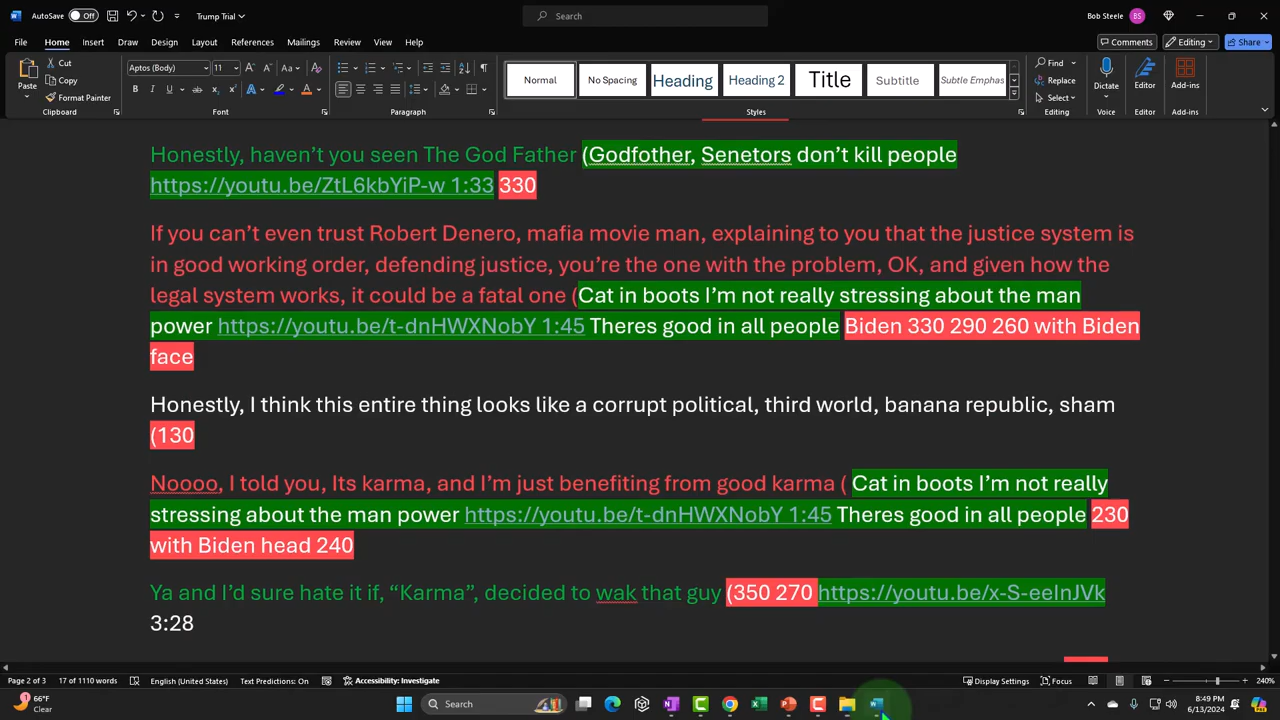 AutoSave Off Trump Trial Search Bob Steele BS
File Home Insert Draw Design Layout References Mailings Review View Help Comments Editing Share
Paste Cut Copy Format Painter Aptos (Body) 11 Normal No Spacing Heading Heading 2 Title Subtitle Subtle Emphas Find Replace Select Dictate Editor Add-ins
Clipboard Font Paragraph Styles Editing Voice Editor Add-ins
Honestly, haven’t you seen The God Father (Godfother, Senetors don’t kill people
https://youtu.be/ZtL6kbYiP-w 1:33 330
If you can’t even trust Robert Denero, mafia movie man, explaining to you that the justice system is
in good working order, defending justice, you’re the one with the problem, OK, and given how the
legal system works, it could be a fatal one (Cat in boots I’m not really stressing about the man
power https://youtu.be/t-dnHWXNobY 1:45 Theres good in all people Biden 330 290 260 with Biden
face
Honestly, I think this entire thing looks like a corrupt political, third world, banana republic, sham
(130
Noooo, I told you, Its karma, and I’m just benefiting from good karma ( Cat in boots I’m not really
stressing about the man power https://youtu.be/t-dnHWXNobY 1:45 Theres good in all people 230
with Biden head 240
Ya and I’d sure hate it if, “Karma”, decided to wak that guy (350 270 https://youtu.be/x-S-eeInJVk
3:28
Page 2 of 3 17 of 1110 words English (United States) Text Predictions: On Accessibility: Investigate Display Settings Focus 240%
66°F
Clear
Search
8:49 PM
6/13/2024